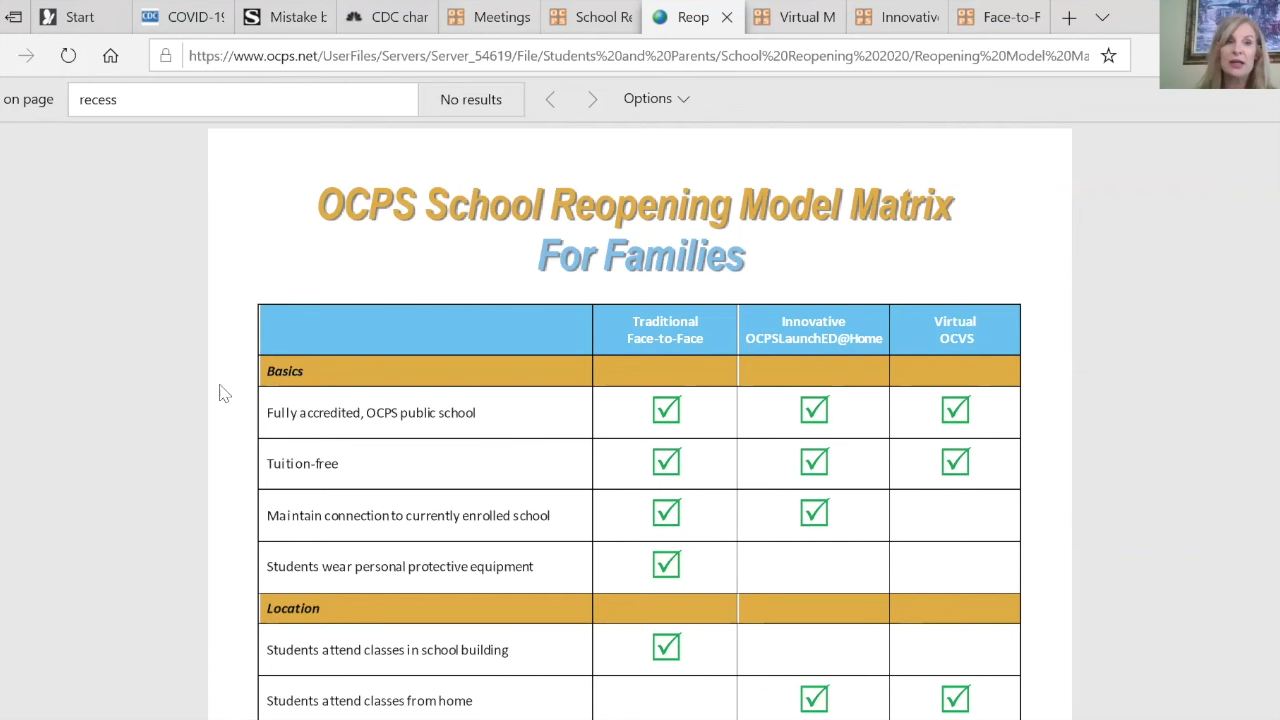 Start
COVID-19
Mistake b
CDC char
Meetings
School Re
Reop
Virtual M
Innovativ
Face-to-F
https://www.ocps.net/UserFiles/Servers/Server_54619/File/Students%20and%20Parents/School%20Reopening%202020/Reopening%20Model%20Ma
on page
recess
No results
Options
OCPS School Reopening Model Matrix
For Families
Traditional
Face-to-Face
Innovative
OCPSLaunchED@Home
Virtual
OCVS
Basics
Fully accredited, OCPS public school
Tuition-free
Maintain connection to currently enrolled school
Students wear personal protective equipment
Location
Students attend classes in school building
Students attend classes from home